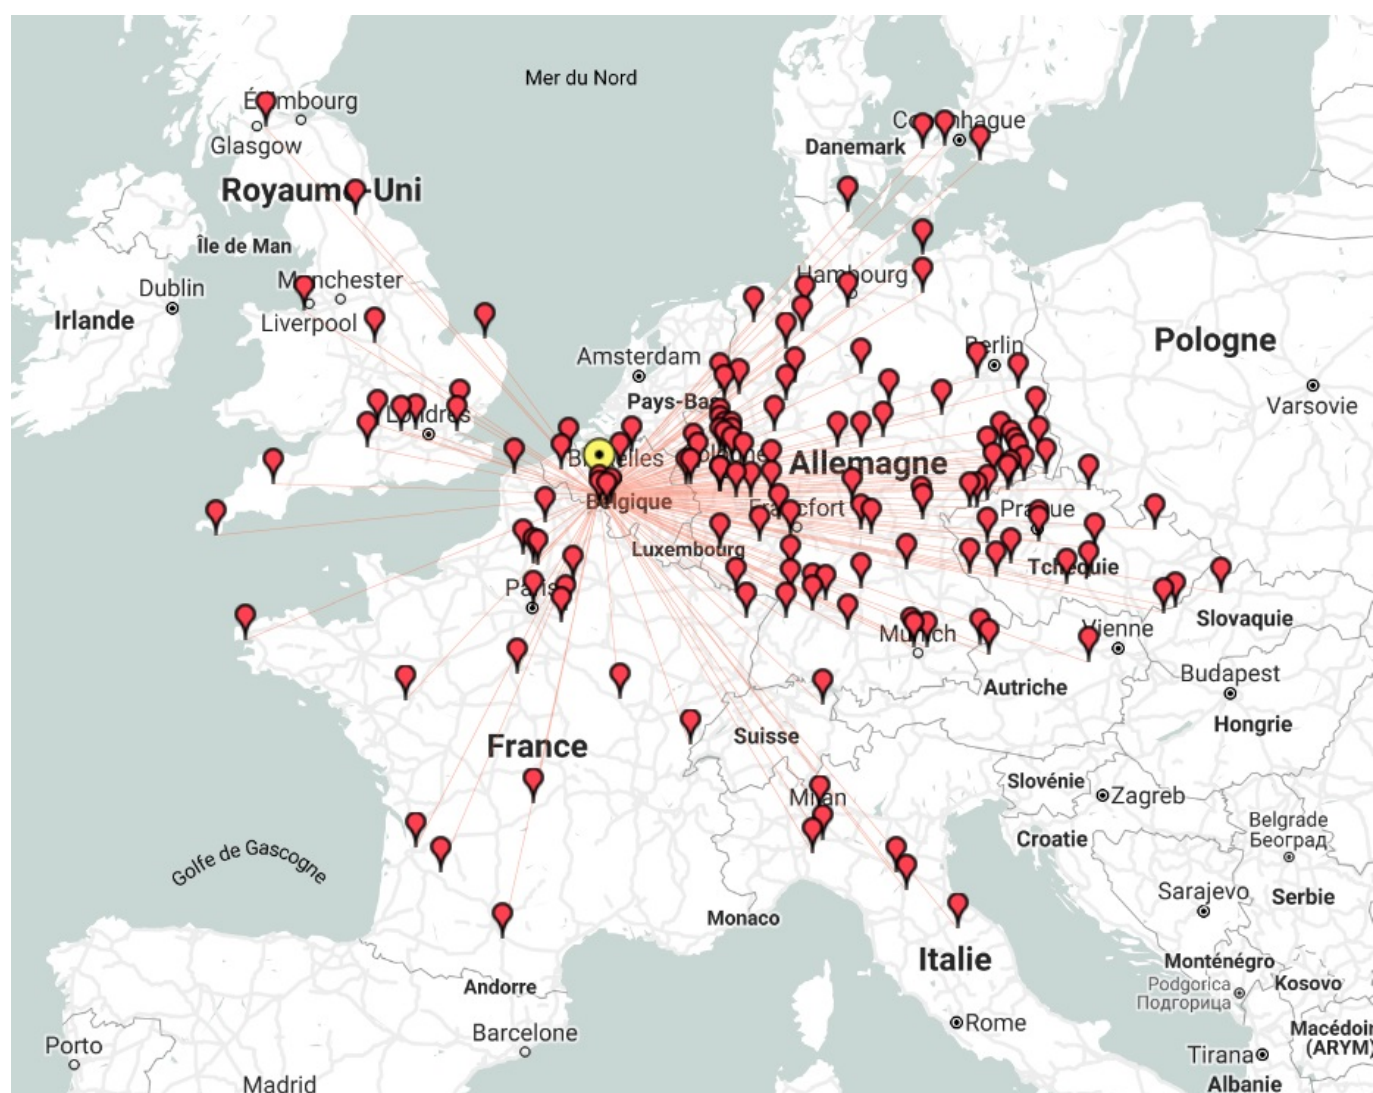 Mer du Nord
Édimbourg
Copenhague
Glasgow
Danemark
Royaume-Uni
Île de Man
Manchester
Hambourg
Dublin
Irlande
Liverpool
Pologne
Berlin
Amsterdam
Pays-Bas
Varsovie
Londres
Bruxelles
Cologne
Allemagne
Belgique
Francfort
Prague
Luxembourg
Tchéquie
Paris
Slovaquie
Munich
Vienne
Budapest
Autriche
Hongrie
France
Suisse
Slovénie
Milan
Zagreb
Belgrade
Београд
Croatie
Golfe de Gascogne
Sarajevo
Serbie
Monaco
Italie
Monténégro
Andorre
Podgorica
Подгорица
Kosovo
Rome
Barcelone
Macédoi
(ARYM)
Porto
Tirana
Madrid
Albanie